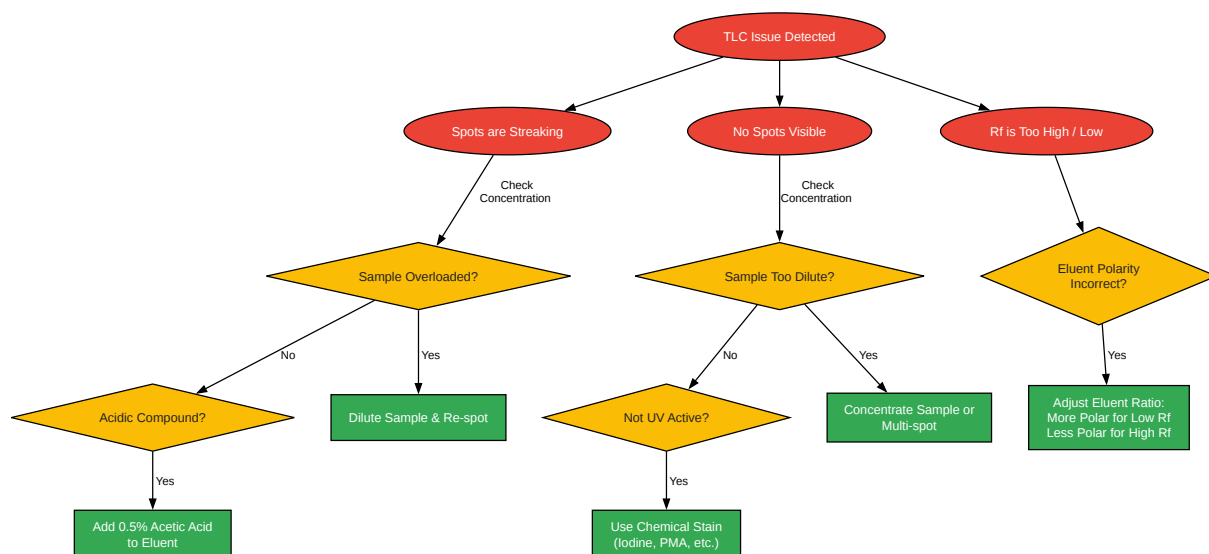 TLC Issue Detected
Spots are Streaking
No Spots Visible
Rf is Too High / Low
Check
Concentration
Check
Concentration
Sample Overloaded?
Sample Too Dilute?
Eluent Polarity
Incorrect?
No
Yes
No
Yes
Yes
Acidic Compound?
Dilute Sample & Re-spot
Not UV Active?
Concentrate Sample or
Multi-spot
Adjust Eluent Ratio:
More Polar for Low Rf
Less Polar for High Rf
Yes
Yes
Add 0.5% Acetic Acid
to Eluent
Use Chemical Stain
(Iodine, PMA, etc.)